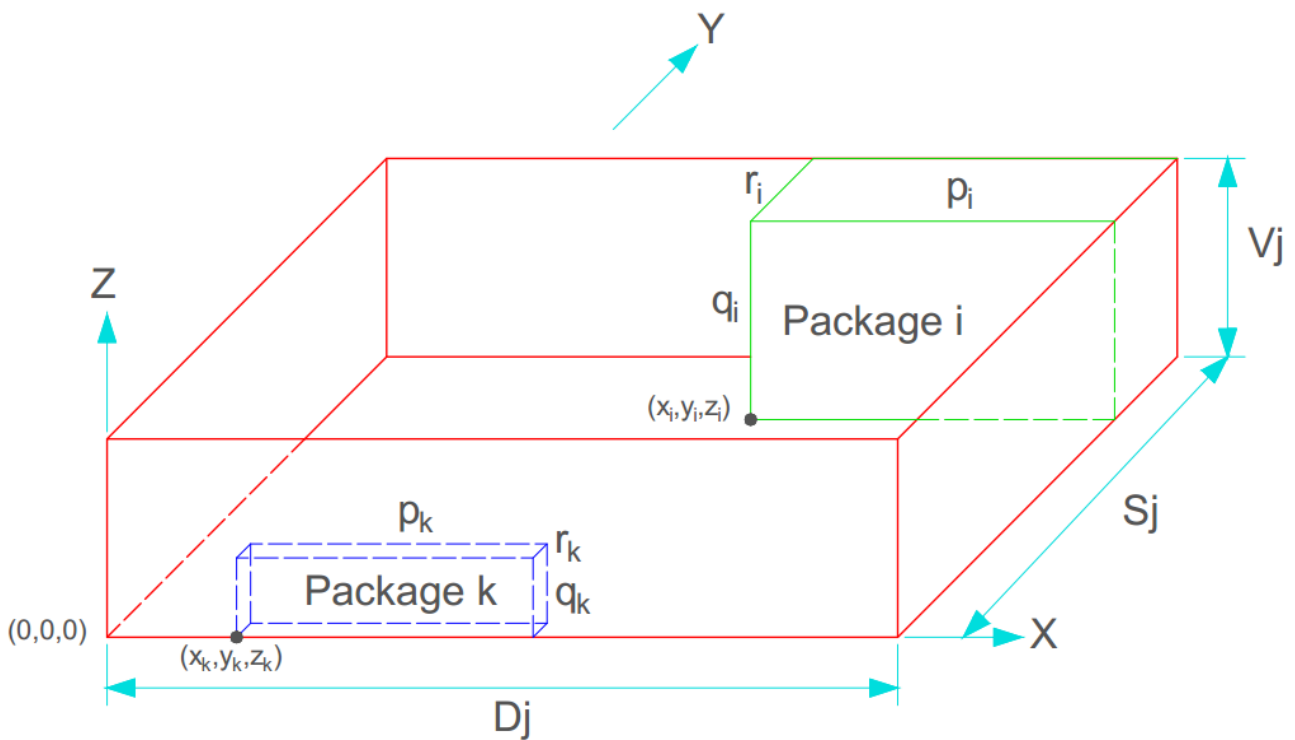 Y
r_i
p_i
Vj
Z
q_i
Package i
(x_i,y_i,z_i)
Sj
p_k
r_k
Package k
q_k
(0,0,0)
X
(x_k,y_k,z_k)
Dj